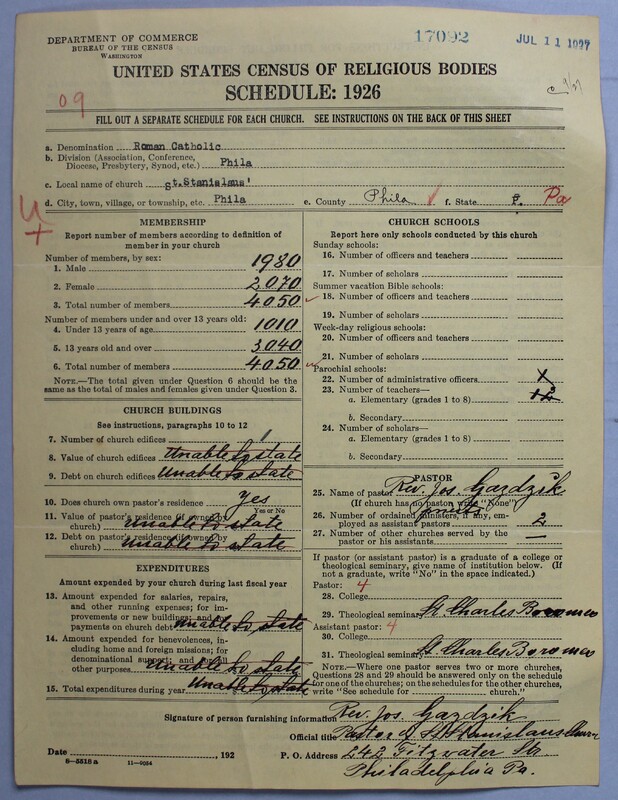 DEPARTMENT OF COMMERCE
BUREAU OF THE CENSUS
WASHINGTON
17092
JUL 11 1927
UNITED STATES CENSUS OF RELIGIOUS BODIES
SCHEDULE: 1926
09
FILL OUT A SEPARATE SCHEDULE FOR EACH CHURCH. SEE INSTRUCTIONS ON THE BACK OF THIS SHEET
a. Denomination Roman Catholic
b. Division (Association, Conference,
Diocese, Presbytery, Synod, etc.) Phila
c. Local name of church St.Stanislaus'
d. City, town, village, or township, etc. Phila e. County Phila f. State P. Pa
MEMBERSHIP
Report number of members according to definition of
member in your church
Number of members, by sex:
1. Male 1980
2. Female 2070
3. Total number of members 4050
Number of members under and over 13 years old:
4. Under 13 years of age 1010
5. 13 years old and over 3040
6. Total number of members 4050
NOTE.—The total given under Question 6 should be
the same as the total of males and females given under Question 3.
CHURCH BUILDINGS
See instructions, paragraphs 10 to 12
7. Number of church edifices 1
8. Value of church edifices unable to state
9. Debt on church edifices unable to state
10. Does church own pastor's residence yes
Yes or No
11. Value of pastor's residence (if owned by
church) unable to state
12. Debt on pastor's residence (if owned by
church) unable to state
EXPENDITURES
Amount expended by your church during last fiscal year
13. Amount expended for salaries, repairs,
and other running expenses; for im-
provements or new buildings; and for
payments on church debt unable to state
14. Amount expended for benevolences, in-
cluding home and foreign missions; for
denominational support; and for all
other purposes unable to state
15. Total expenditures during year unable to state
CHURCH SCHOOLS
Report here only schools conducted by this church
Sunday schools:
16. Number of officers and teachers
17. Number of scholars
Summer vacation Bible schools:
18. Number of officers and teachers
19. Number of scholars
Week-day religious schools:
20. Number of officers and teachers
21. Number of scholars
Parochial schools:
22. Number of administrative officers 1
23. Number of teachers—
a. Elementary (grades 1 to 8) 12
b. Secondary
24. Number of scholars—
a. Elementary (grades 1 to 8)
b. Secondary
PASTOR
25. Name of pastor Rev. Jos. Gazdzik
(If church has no pastor write "None")
26. Number of ordained ministers, if any, em-
ployed as assistant pastors 2
27. Number of other churches served by the
pastor or his assistants —
If pastor (or assistant pastor) is a graduate of a college or
theological seminary, give name of institution below. (If
not a graduate, write "No" in the space indicated.)
Pastor: 4
28. College
29. Theological seminary St Charles Boromeo
Assistant pastor: 4
30. College
31. Theological seminary St. Charles Boromeo
NOTE.—Where one pastor serves two or more churches,
Questions 28 and 29 should be answered only on the schedule
for one of the churches; on the schedules for the other churches,
write "See schedule for church."
Signature of person furnishing information Rev. Jos. Gazdzik
Official title Pastor of St Stanislaus Church
Date , 192 P. O. Address 242 Fitzwater St
8-5518 a 11-9054 Philadelphia Pa.